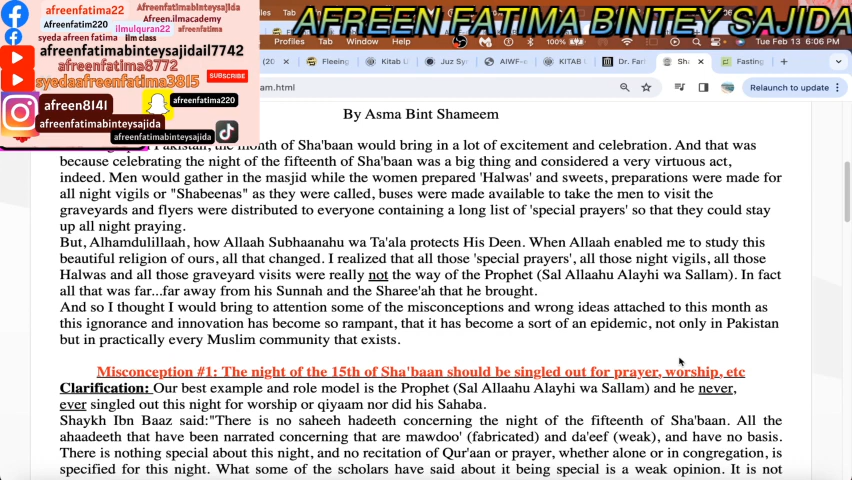 AFREEN FATIMA BINTEY SAJIDA
afreenfatima22
Afreenfatimabinteysajida
Afreen.ilmacademy
Afreenfatima220
ilmulquran22
afreenfatima
syeda afreen fatima
ilm class
afreenfatimabinteysajidail7742
afreenfatima8772
syedaafreenfatima3815
SUBSCRIBE
afreen8141
afreenfatima220
afreenfatimabinteysajida
afreenfatimabinteysajida
Profiles Tab Window Help
100%
Tue Feb 13 6:06 PM
(20
Fleeing
Kitab U
Juz Syr
AIWF-e
KITAB U
Dr. Far
Sha
Fasting
am.html
Relaunch to update
By Asma Bint Shameem
Pakistan, the month of Sha'baan would bring in a lot of excitement and celebration. And that was
because celebrating the night of the fifteenth of Sha'baan was a big thing and considered a very virtuous act,
indeed. Men would gather in the masjid while the women prepared 'Halwas' and sweets, preparations were made for
all night vigils or "Shabeenas" as they were called, buses were made available to take the men to visit the
graveyards and flyers were distributed to everyone containing a long list of 'special prayers' so that they could stay
up all night praying.
But, Alhamdulillaah, how Allaah Subhaanahu wa Ta'ala protects His Deen. When Allaah enabled me to study this
beautiful religion of ours, all that changed. I realized that all those 'special prayers', all those night vigils, all those
Halwas and all those graveyard visits were really not the way of the Prophet (Sal Allaahu Alayhi wa Sallam). In fact
all that was far...far away from his Sunnah and the Sharee'ah that he brought.
And so I thought I would bring to attention some of the misconceptions and wrong ideas attached to this month as
this ignorance and innovation has become so rampant, that it has become a sort of an epidemic, not only in Pakistan
but in practically every Muslim community that exists.
Misconception #1: The night of the 15th of Sha'baan should be singled out for prayer, worship, etc
Clarification: Our best example and role model is the Prophet (Sal Allaahu Alayhi wa Sallam) and he never,
ever singled out this night for worship or qiyaam nor did his Sahaba.
Shaykh Ibn Baaz said:"There is no saheeh hadeeth concerning the night of the fifteenth of Sha'baan. All the
ahaadeeth that have been narrated concerning that are mawdoo' (fabricated) and da'eef (weak), and have no basis.
There is nothing special about this night, and no recitation of Qur'aan or prayer, whether alone or in congregation, is
specified for this night. What some of the scholars have said about it being special is a weak opinion. It is not